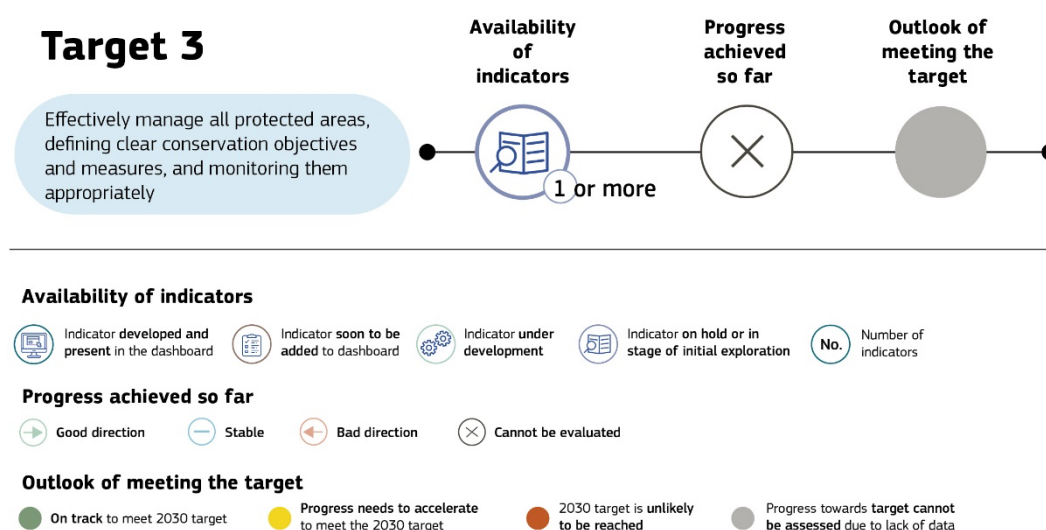 Target 3
Effectively manage all protected areas,
defining clear conservation objectives
and measures, and monitoring them
appropriately
Availability
of
indicators
1 or more
Progress
achieved
so far
Outlook of
meeting the
target
Availability of indicators
Indicator developed and
present in the dashboard
Indicator soon to be
added to dashboard
Indicator under
development
Indicator on hold or in
stage of initial exploration
No.
Number of
indicators
Progress achieved so far
Good direction
Stable
Bad direction
Cannot be evaluated
Outlook of meeting the target
On track to meet 2030 target
Progress needs to accelerate
to meet the 2030 target
2030 target is unlikely
to be reached
Progress towards target cannot
be assessed due to lack of data